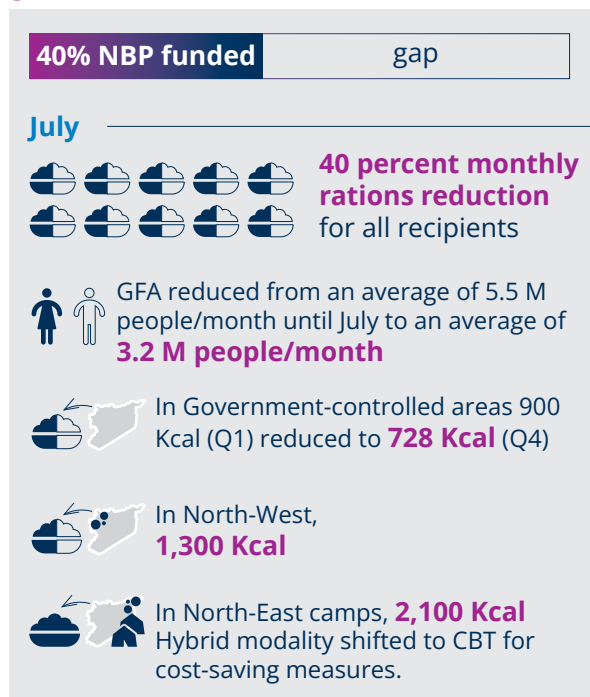 40% NBP funded gap
July
40 percent monthly
rations reduction
for all recipients
GFA reduced from an average of 5.5 M
people/month until July to an average of
3.2 M people/month
In Government-controlled areas 900
Kcal (Q1) reduced to 728 Kcal (Q4)
In North-West,
1,300 Kcal
In North-East camps, 2,100 Kcal
Hybrid modality shifted to CBT for
cost-saving measures.